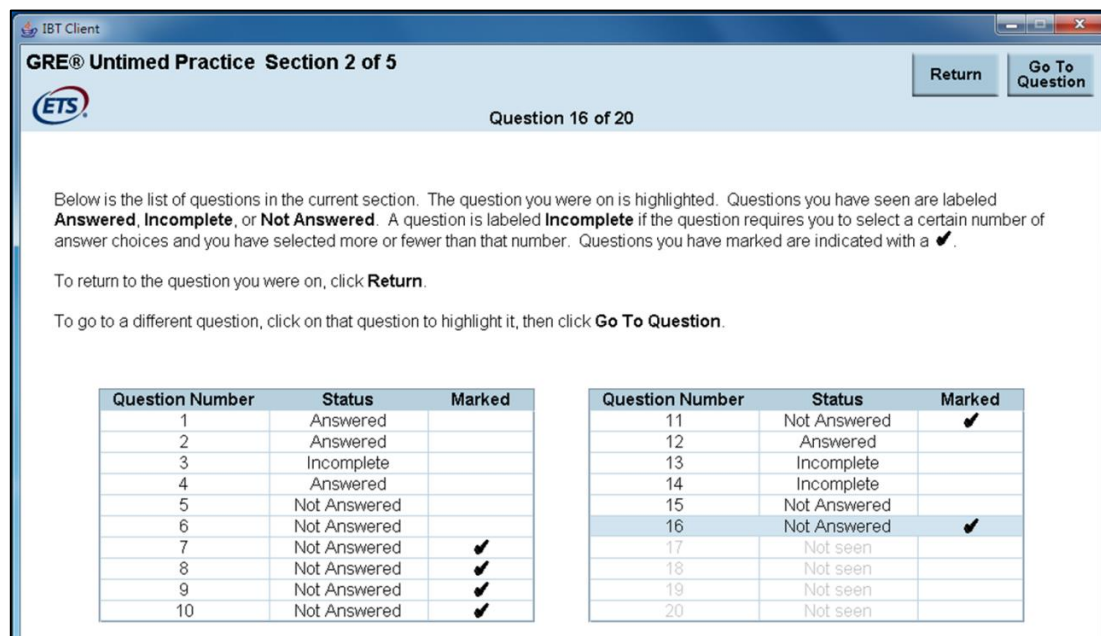 IBT Client
GRE® Untimed Practice Section 2 of 5
Return
Go To
Question
ETS®
Question 16 of 20
Below is the list of questions in the current section. The question you were on is highlighted. Questions you have seen are labeled
Answered, Incomplete, or Not Answered. A question is labeled Incomplete if the question requires you to select a certain number of
answer choices and you have selected more or fewer than that number. Questions you have marked are indicated with a ✔.
To return to the question you were on, click Return.
To go to a different question, click on that question to highlight it, then click Go To Question.
Question Number Status Marked
1 Answered
2 Answered
3 Incomplete
4 Answered
5 Not Answered
6 Not Answered
7 Not Answered ✔
8 Not Answered ✔
9 Not Answered ✔
10 Not Answered ✔
Question Number Status Marked
11 Not Answered ✔
12 Answered
13 Incomplete
14 Incomplete
15 Not Answered
16 Not Answered ✔
17 Not seen
18 Not seen
19 Not seen
20 Not seen